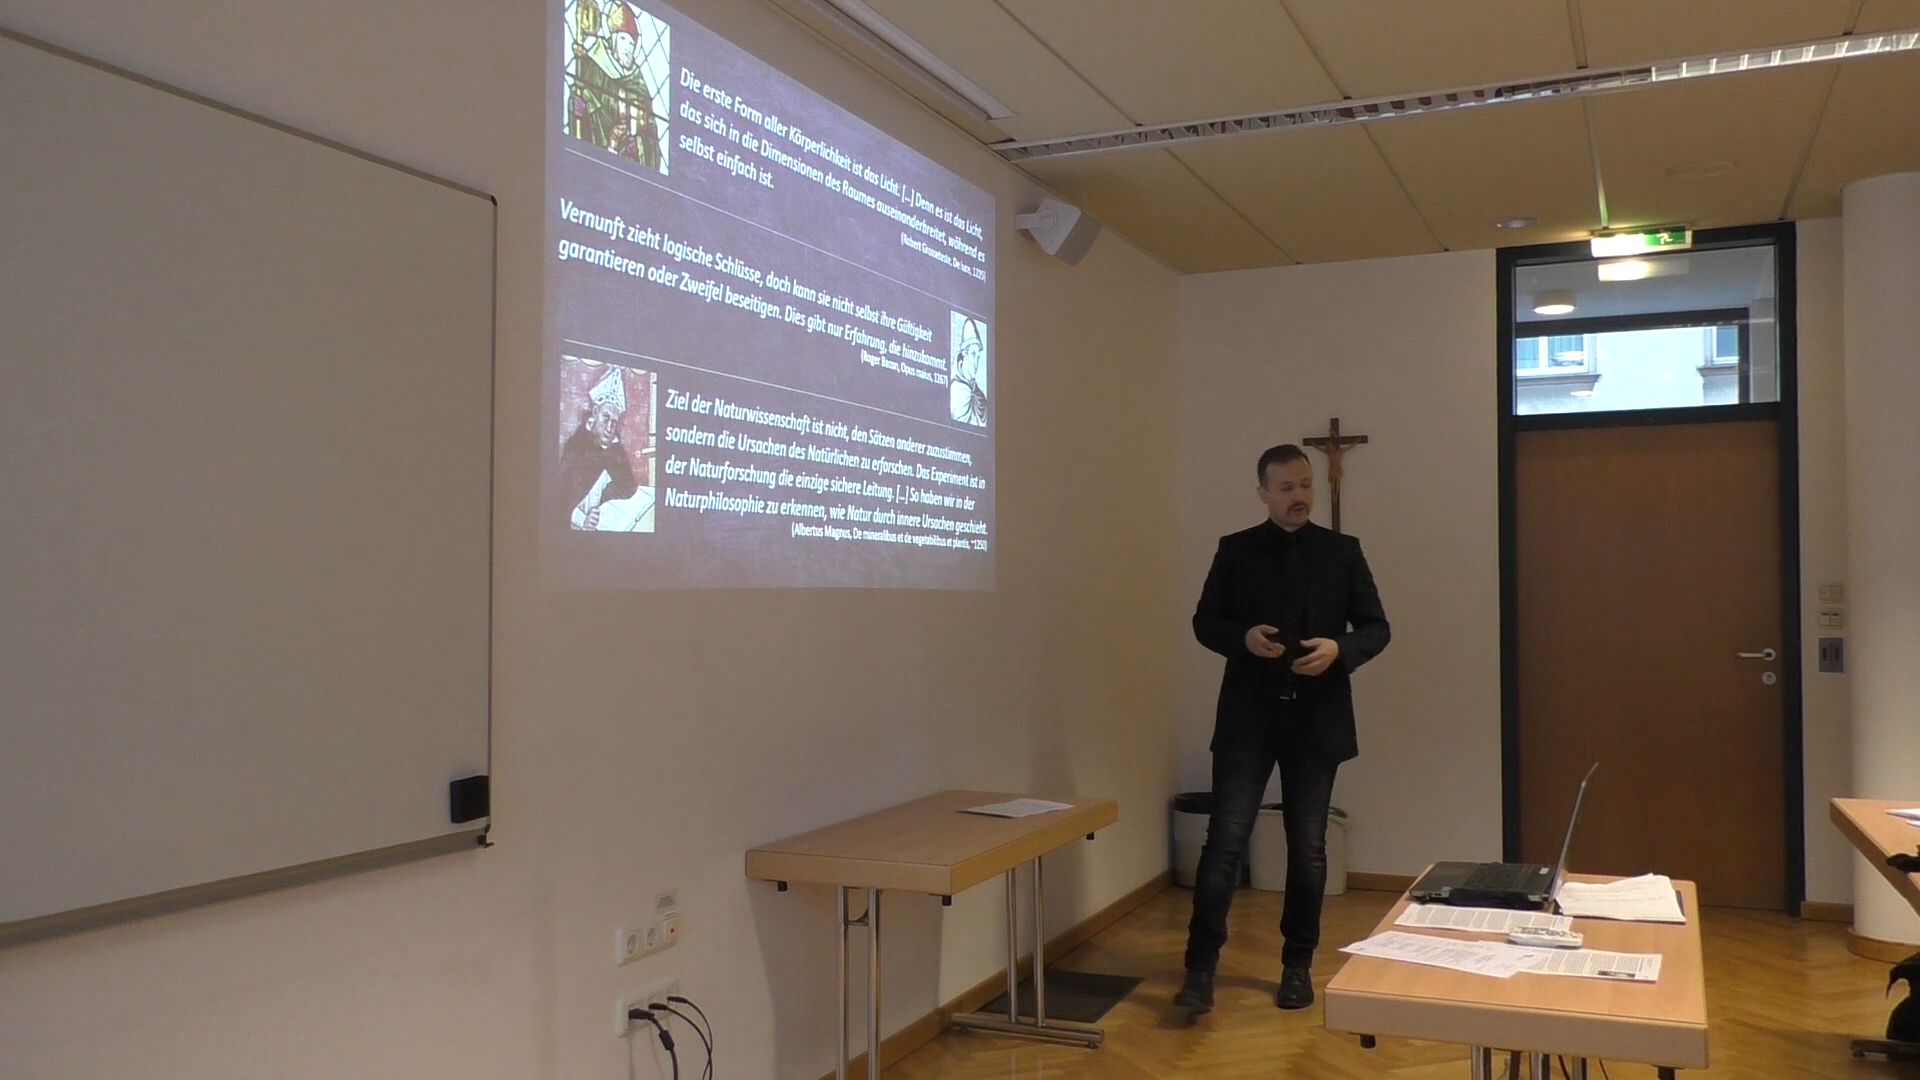 Die erste Form aller Körperlichkeit ist das Licht. [...] Denn es ist das Licht,
das sich in die Dimensionen des Raumes auseinanderbreitet, während es
selbst einfach ist.
(Robert Grosseteste, De luce, 1225)
Vernunft zieht logische Schlüsse, doch kann sie nicht selbst ihre Gültigkeit
garantieren oder Zweifel beseitigen. Dies gibt nur Erfahrung, die hinzukommt.
(Roger Bacon, Opus maius, 1267)
Ziel der Naturwissenschaft ist nicht, den Sätzen anderer zuzustimmen,
sondern die Ursachen des Natürlichen zu erforschen. Das Experiment ist in
der Naturforschung die einzige sichere Leitung. [...] So haben wir in der
Naturphilosophie zu erkennen, wie Natur durch innere Ursachen geschieht.
(Albertus Magnus, De mineralibus et de vegetabilibus et plantis, ~1250)